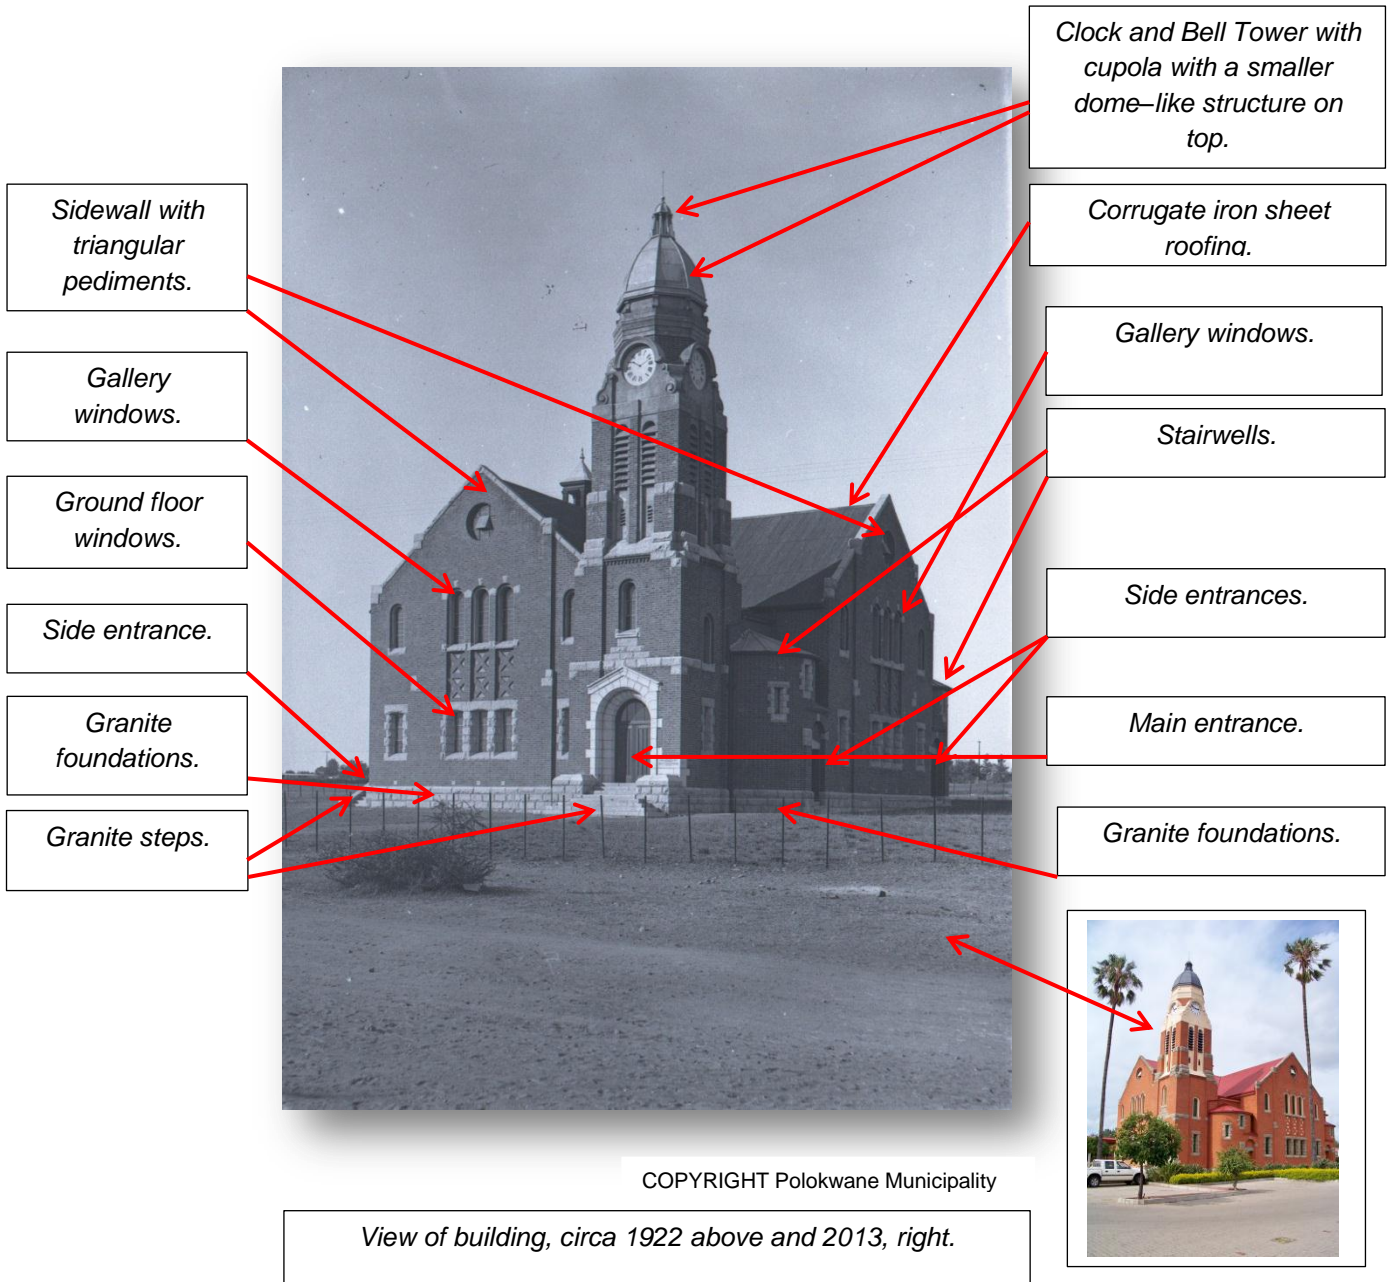 Clock and Bell Tower with
cupola with a smaller
dome–like structure on
top.
Sidewall with
triangular
pediments.
Corrugate iron sheet
roofing.
Gallery
windows.
Gallery windows.
Stairwells.
Ground floor
windows.
Side entrance.
Side entrances.
Granite
foundations.
Main entrance.
Granite steps.
Granite foundations.
COPYRIGHT Polokwane Municipality
View of building, circa 1922 above and 2013, right.